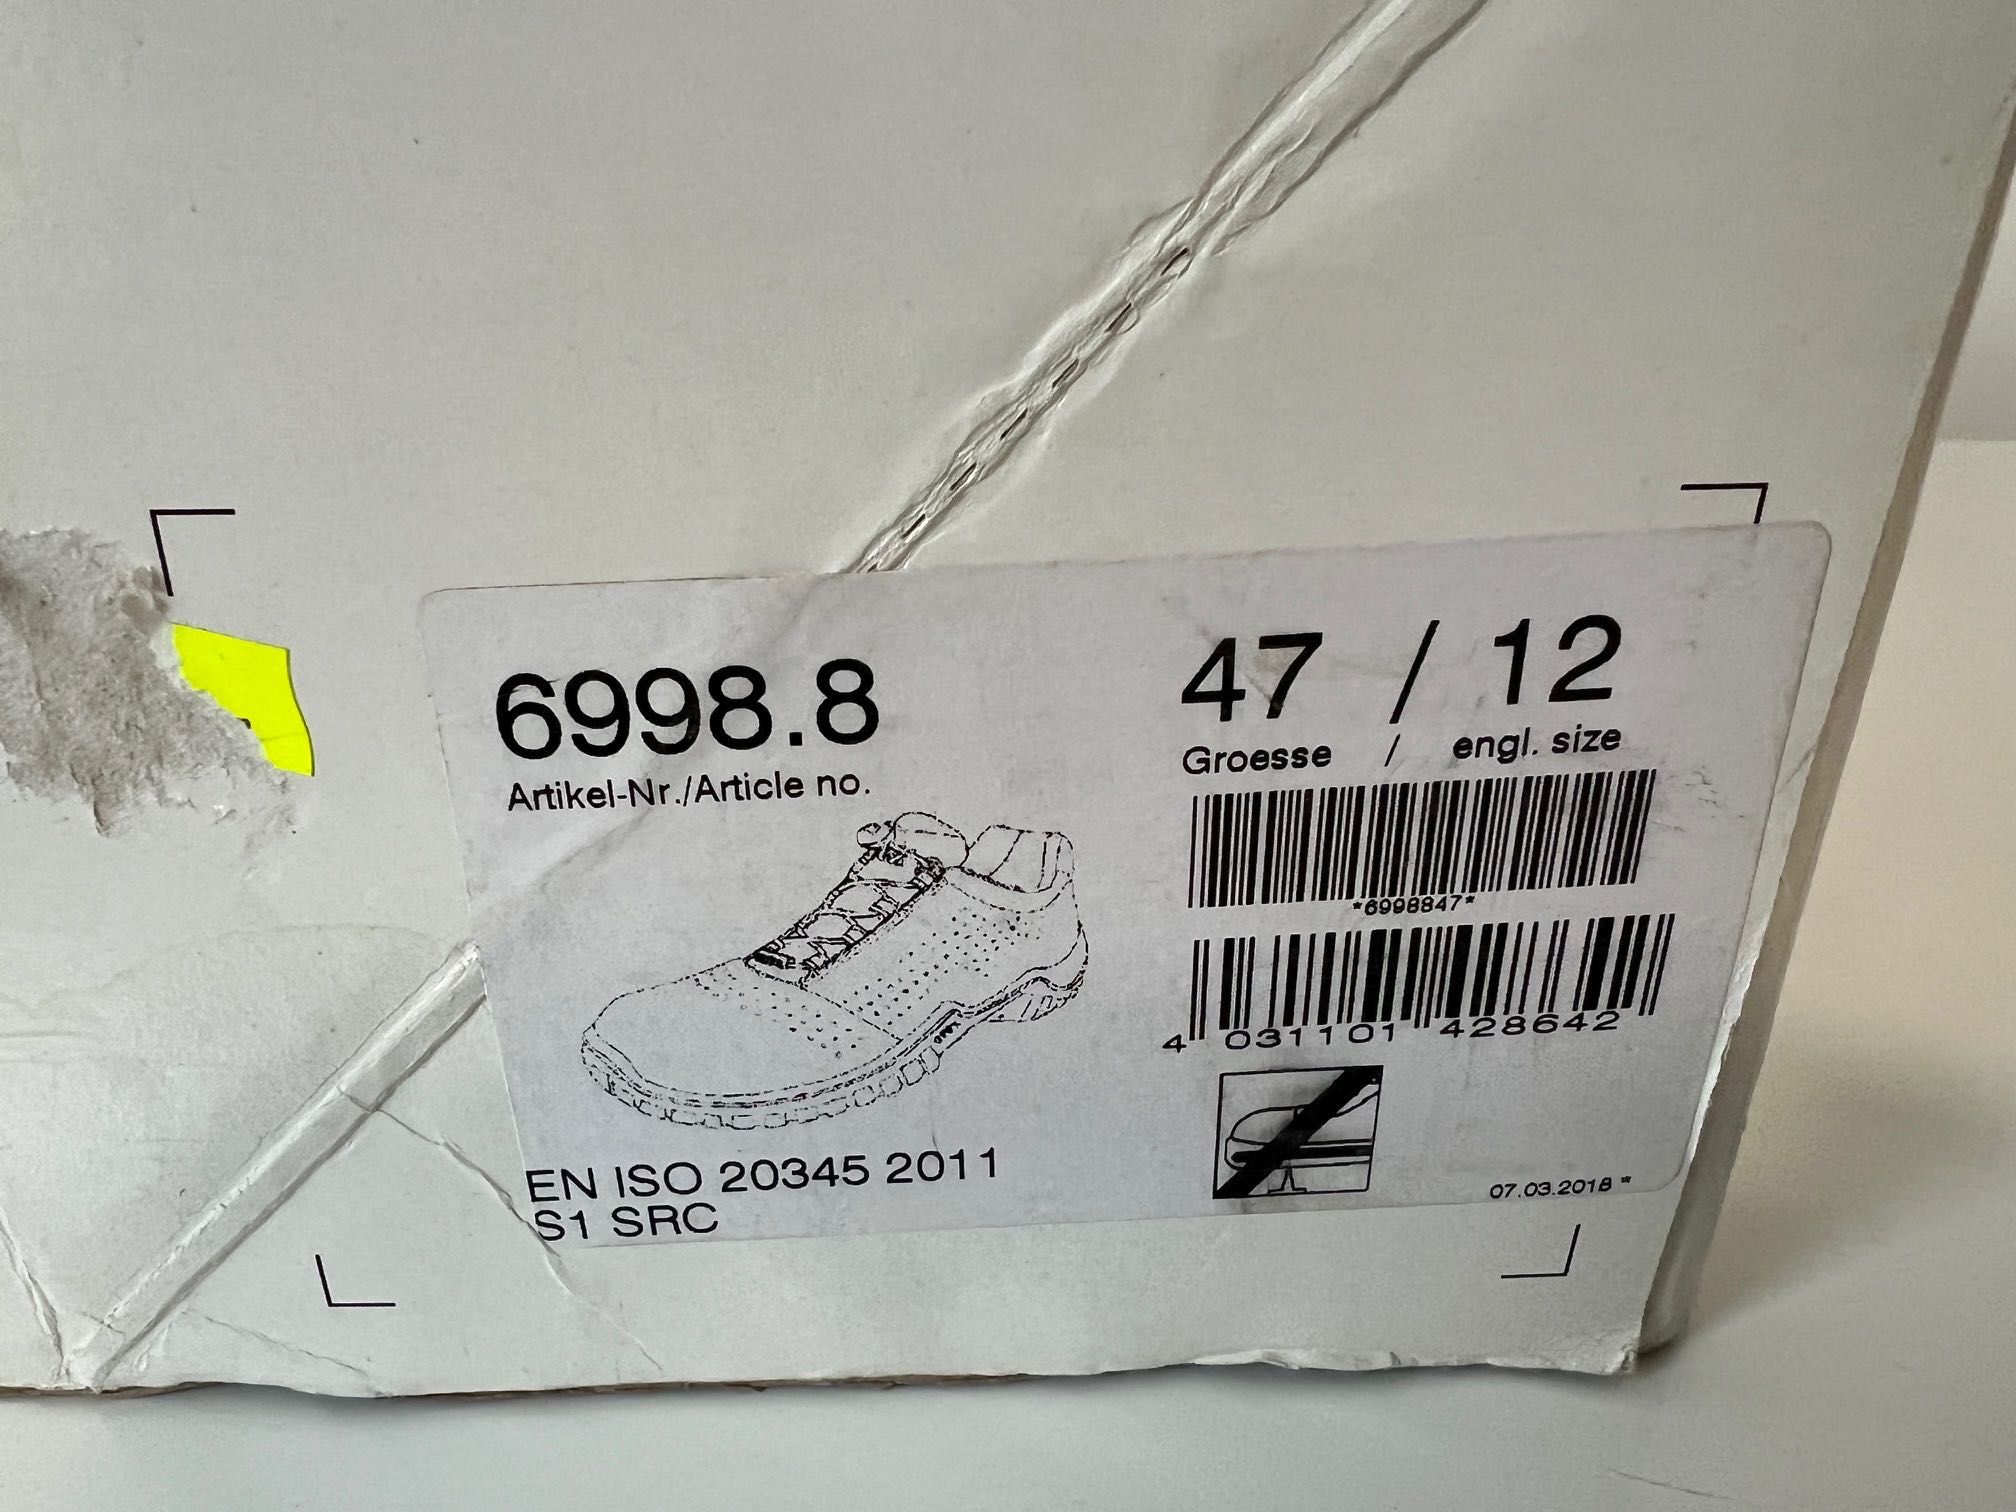 6998.8
Artikel-Nr./Article no.
47 / 12
Groesse / engl. size
*6998847*
4 031101 428642
EN ISO 20345 2011
S1 SRC
07.03.2018 *